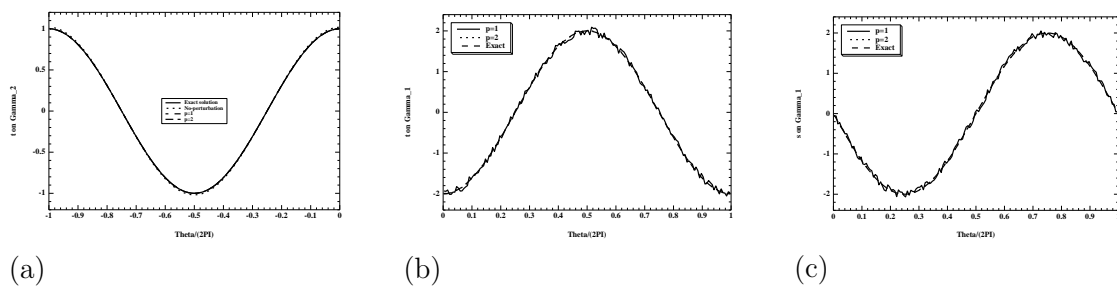 1
0.5
0
-0.5
-1
t on Gamma_2
Exact solution
No-perturbation
p=1
p=2
-1 -0.9 -0.8 -0.7 -0.6 -0.5 -0.4 -0.3 -0.2 -0.1 0
Theta/(2PI)
(a)
2
1
0
-1
-2
t on Gamma_1
p=1
p=2
Exact
0 0.1 0.2 0.3 0.4 0.5 0.6 0.7 0.8 0.9 1
Theta/(2PI)
(b)
2
1
0
-1
-2
s on Gamma_1
p=1
p=2
Exact
0 0.1 0.2 0.3 0.4 0.5 0.6 0.7 0.8 0.9
Theta/(2PI)
(c)